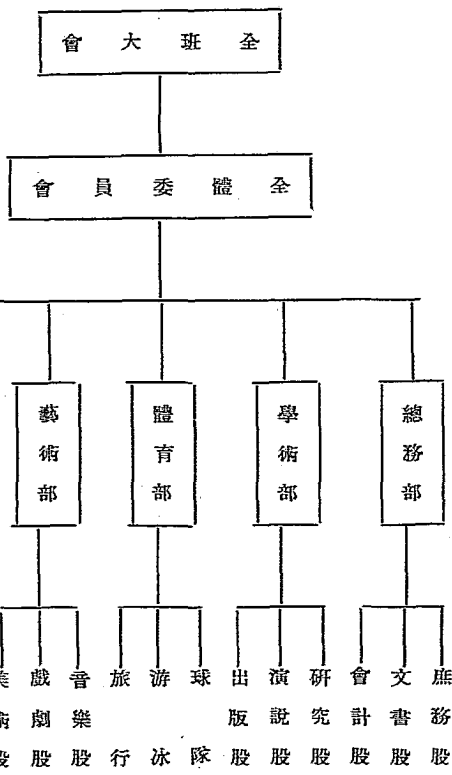 全班大會
全體委員會
總務部
學術部
體育部
藝術部
庶務股
文書股
會計股
研究股
演說股
出版股
球隊
游冰
旅行
音樂股
戲劇股